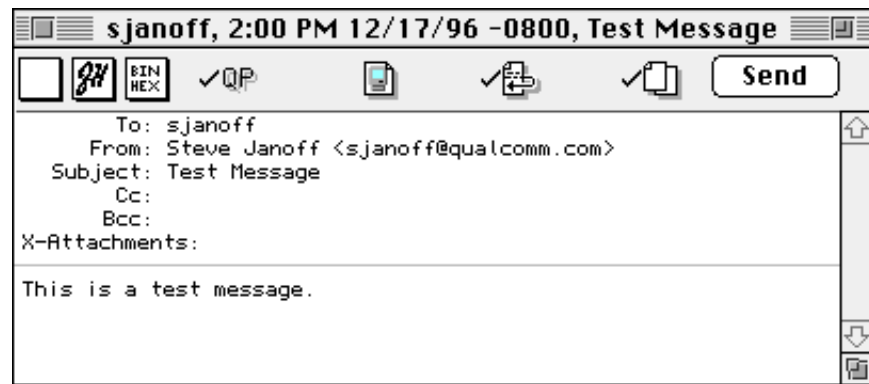 sjanoff, 2:00 PM 12/17/96 -0800, Test Message
JH BIN HEX ✓QP ✓ ✓ Send
To: sjanoff
From: Steve Janoff <sjanoff@qualcomm.com>
Subject: Test Message
Cc:
Bcc:
X-Attachments:
This is a test message.